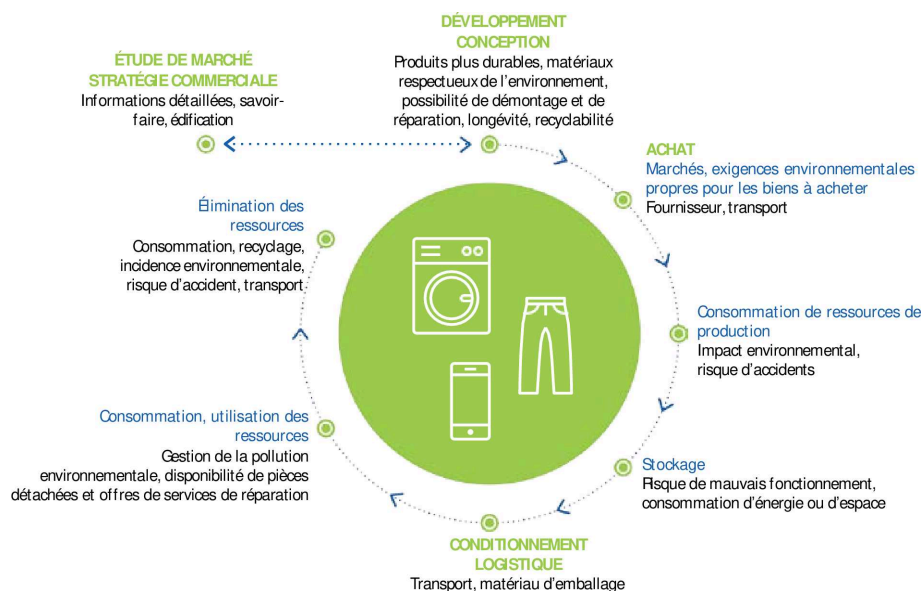 ÉTUDE DE MARCHÉ
STRATÉGIE COMMERCIALE
Informations détaillées, savoir-
faire, édification
DÉVELOPPEMENT
CONCEPTION
Produits plus durables, matériaux
respectueux de l'environnement,
possibilité de démontage et de
réparation, longévité, recyclabilité
ACHAT
Marchés, exigences environnementales
propres pour les biens à acheter
Fournisseur, transport
Consommation de ressources de
production
Impact environmental,
risque d'accidents
Stockage
Risque de mauvais fonctionnement,
consommation d'énergie ou d'espace
CONDITIONNEMENT
LOGISTIQUE
Transport, matériau d'emballage
Consommation, utilisation des
ressources
Gestion de la pollution
environnementale, disponibilité de pièces
détachées et offres de services de réparation
Élimination des
ressources
Consommation, recyclage,
incidence environnementale,
risque d'accident, transport